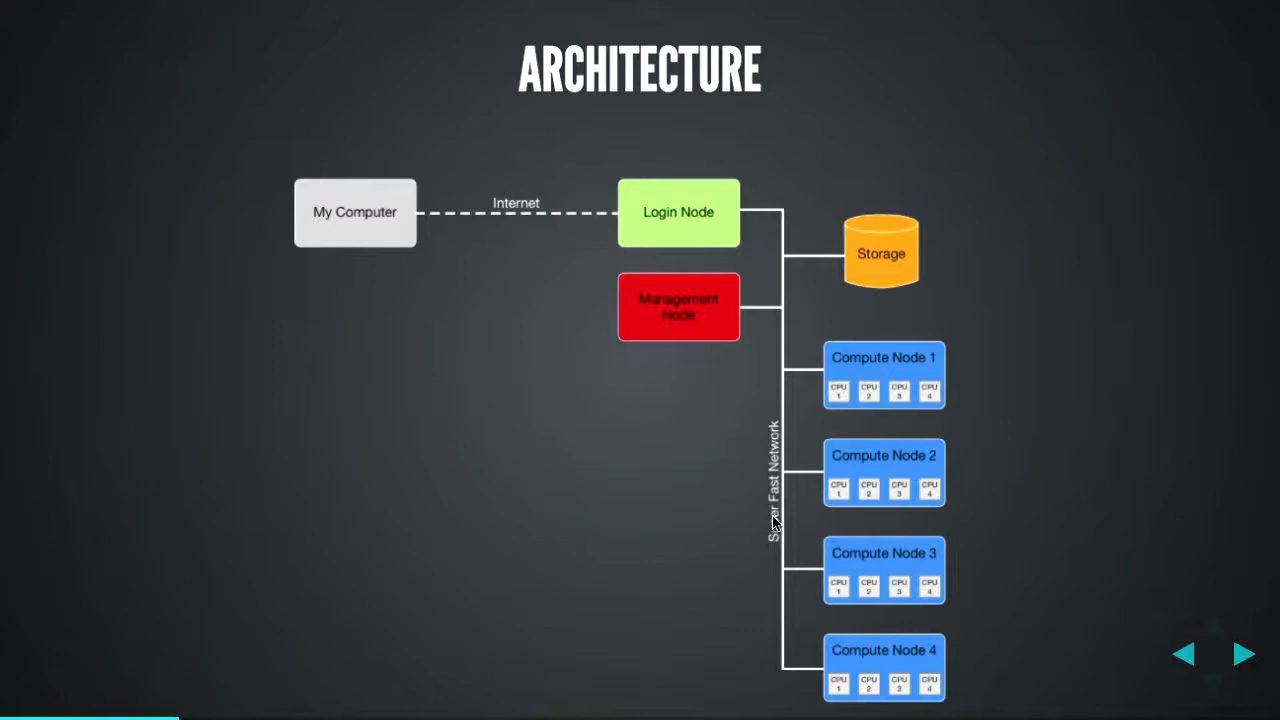 ARCHITECTURE
My Computer
Internet
Login Node
Storage
Management
Node
Compute Node 1
CPU CPU CPU CPU
1 2 3 4
Fast Network
Compute Node 2
CPU CPU CPU CPU
1 2 3 4
Compute Node 3
CPU CPU CPU CPU
1 2 3 4
Compute Node 4
CPU CPU CPU CPU
1 2 3 4